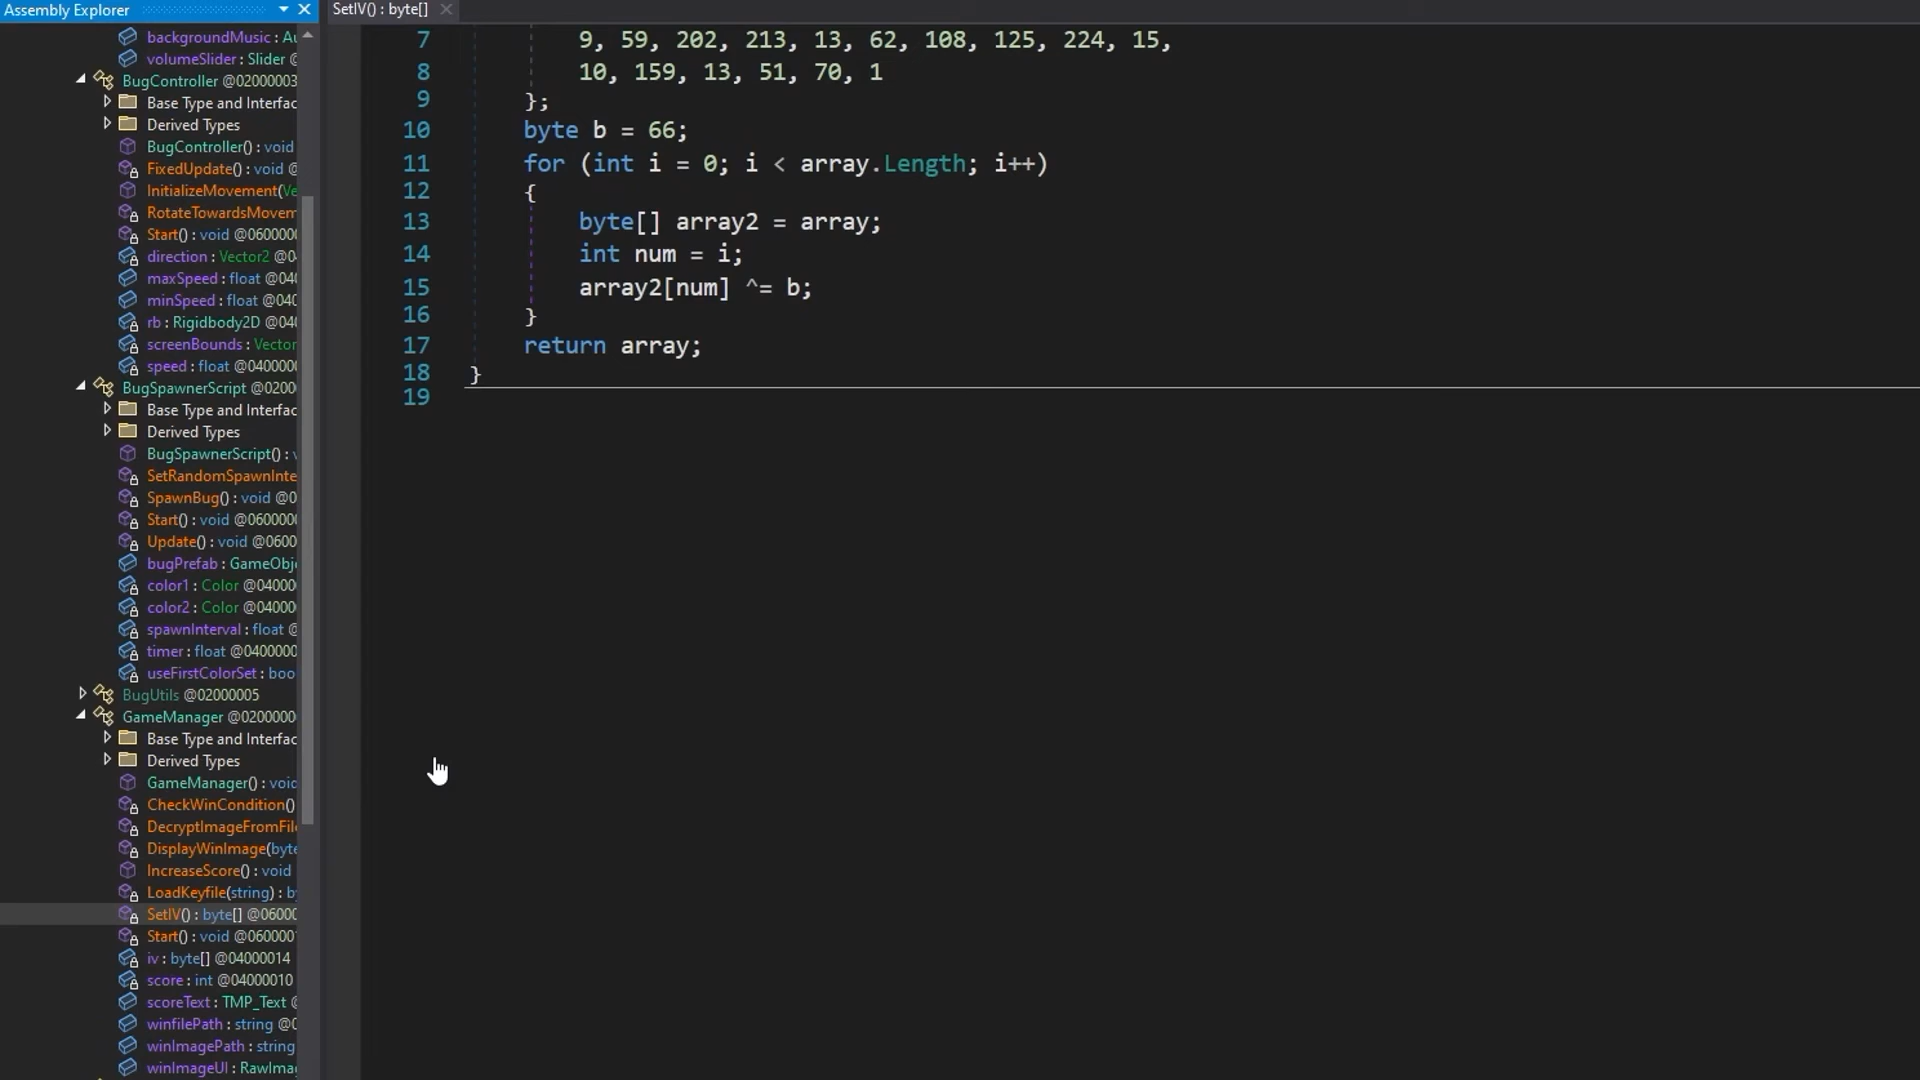 Assembly Explorer
backgroundMusic : Au
volumeSlider : Slider @
BugController @02000003
Base Type and Interfac
Derived Types
BugController() : void
FixedUpdate() : void @
InitializeMovement(Ve
RotateTowardsMovem
Start() : void @060000
direction : Vector2 @0
maxSpeed : float @040
minSpeed : float @040
rb : Rigidbody2D @040
screenBounds : Vector
speed : float @0400000
BugSpawnerScript @0200
Base Type and Interfac
Derived Types
BugSpawnerScript() : v
SetRandomSpawnInte
SpawnBug() : void @0
Start() : void @060000
Update() : void @0600
bugPrefab : GameObj
color1 : Color @04000
color2 : Color @04000
spawnInterval : float @
timer : float @0400000
useFirstColorSet : boo
BugUtils @02000005
GameManager @0200000
Base Type and Interfac
Derived Types
GameManager() : void
CheckWinCondition()
DecryptImageFromFile
DisplayWinImage(byte
IncreaseScore() : void
LoadKeyfile(string) : b
SetIV() : byte[] @0600
Start() : void @060001
iv : byte[] @04000014
score : int @04000010
scoreText : TMP_Text @
winfilePath : string @0
winImagePath : string
winImageUI : RawIma
SetIV() : byte[]
7 9, 59, 202, 213, 13, 62, 108, 125, 224, 15,
8 10, 159, 13, 51, 70, 1
9 };
10 byte b = 66;
11 for (int i = 0; i < array.Length; i++)
12 {
13 byte[] array2 = array;
14 int num = i;
15 array2[num] ^= b;
16 }
17 return array;
18 }
19